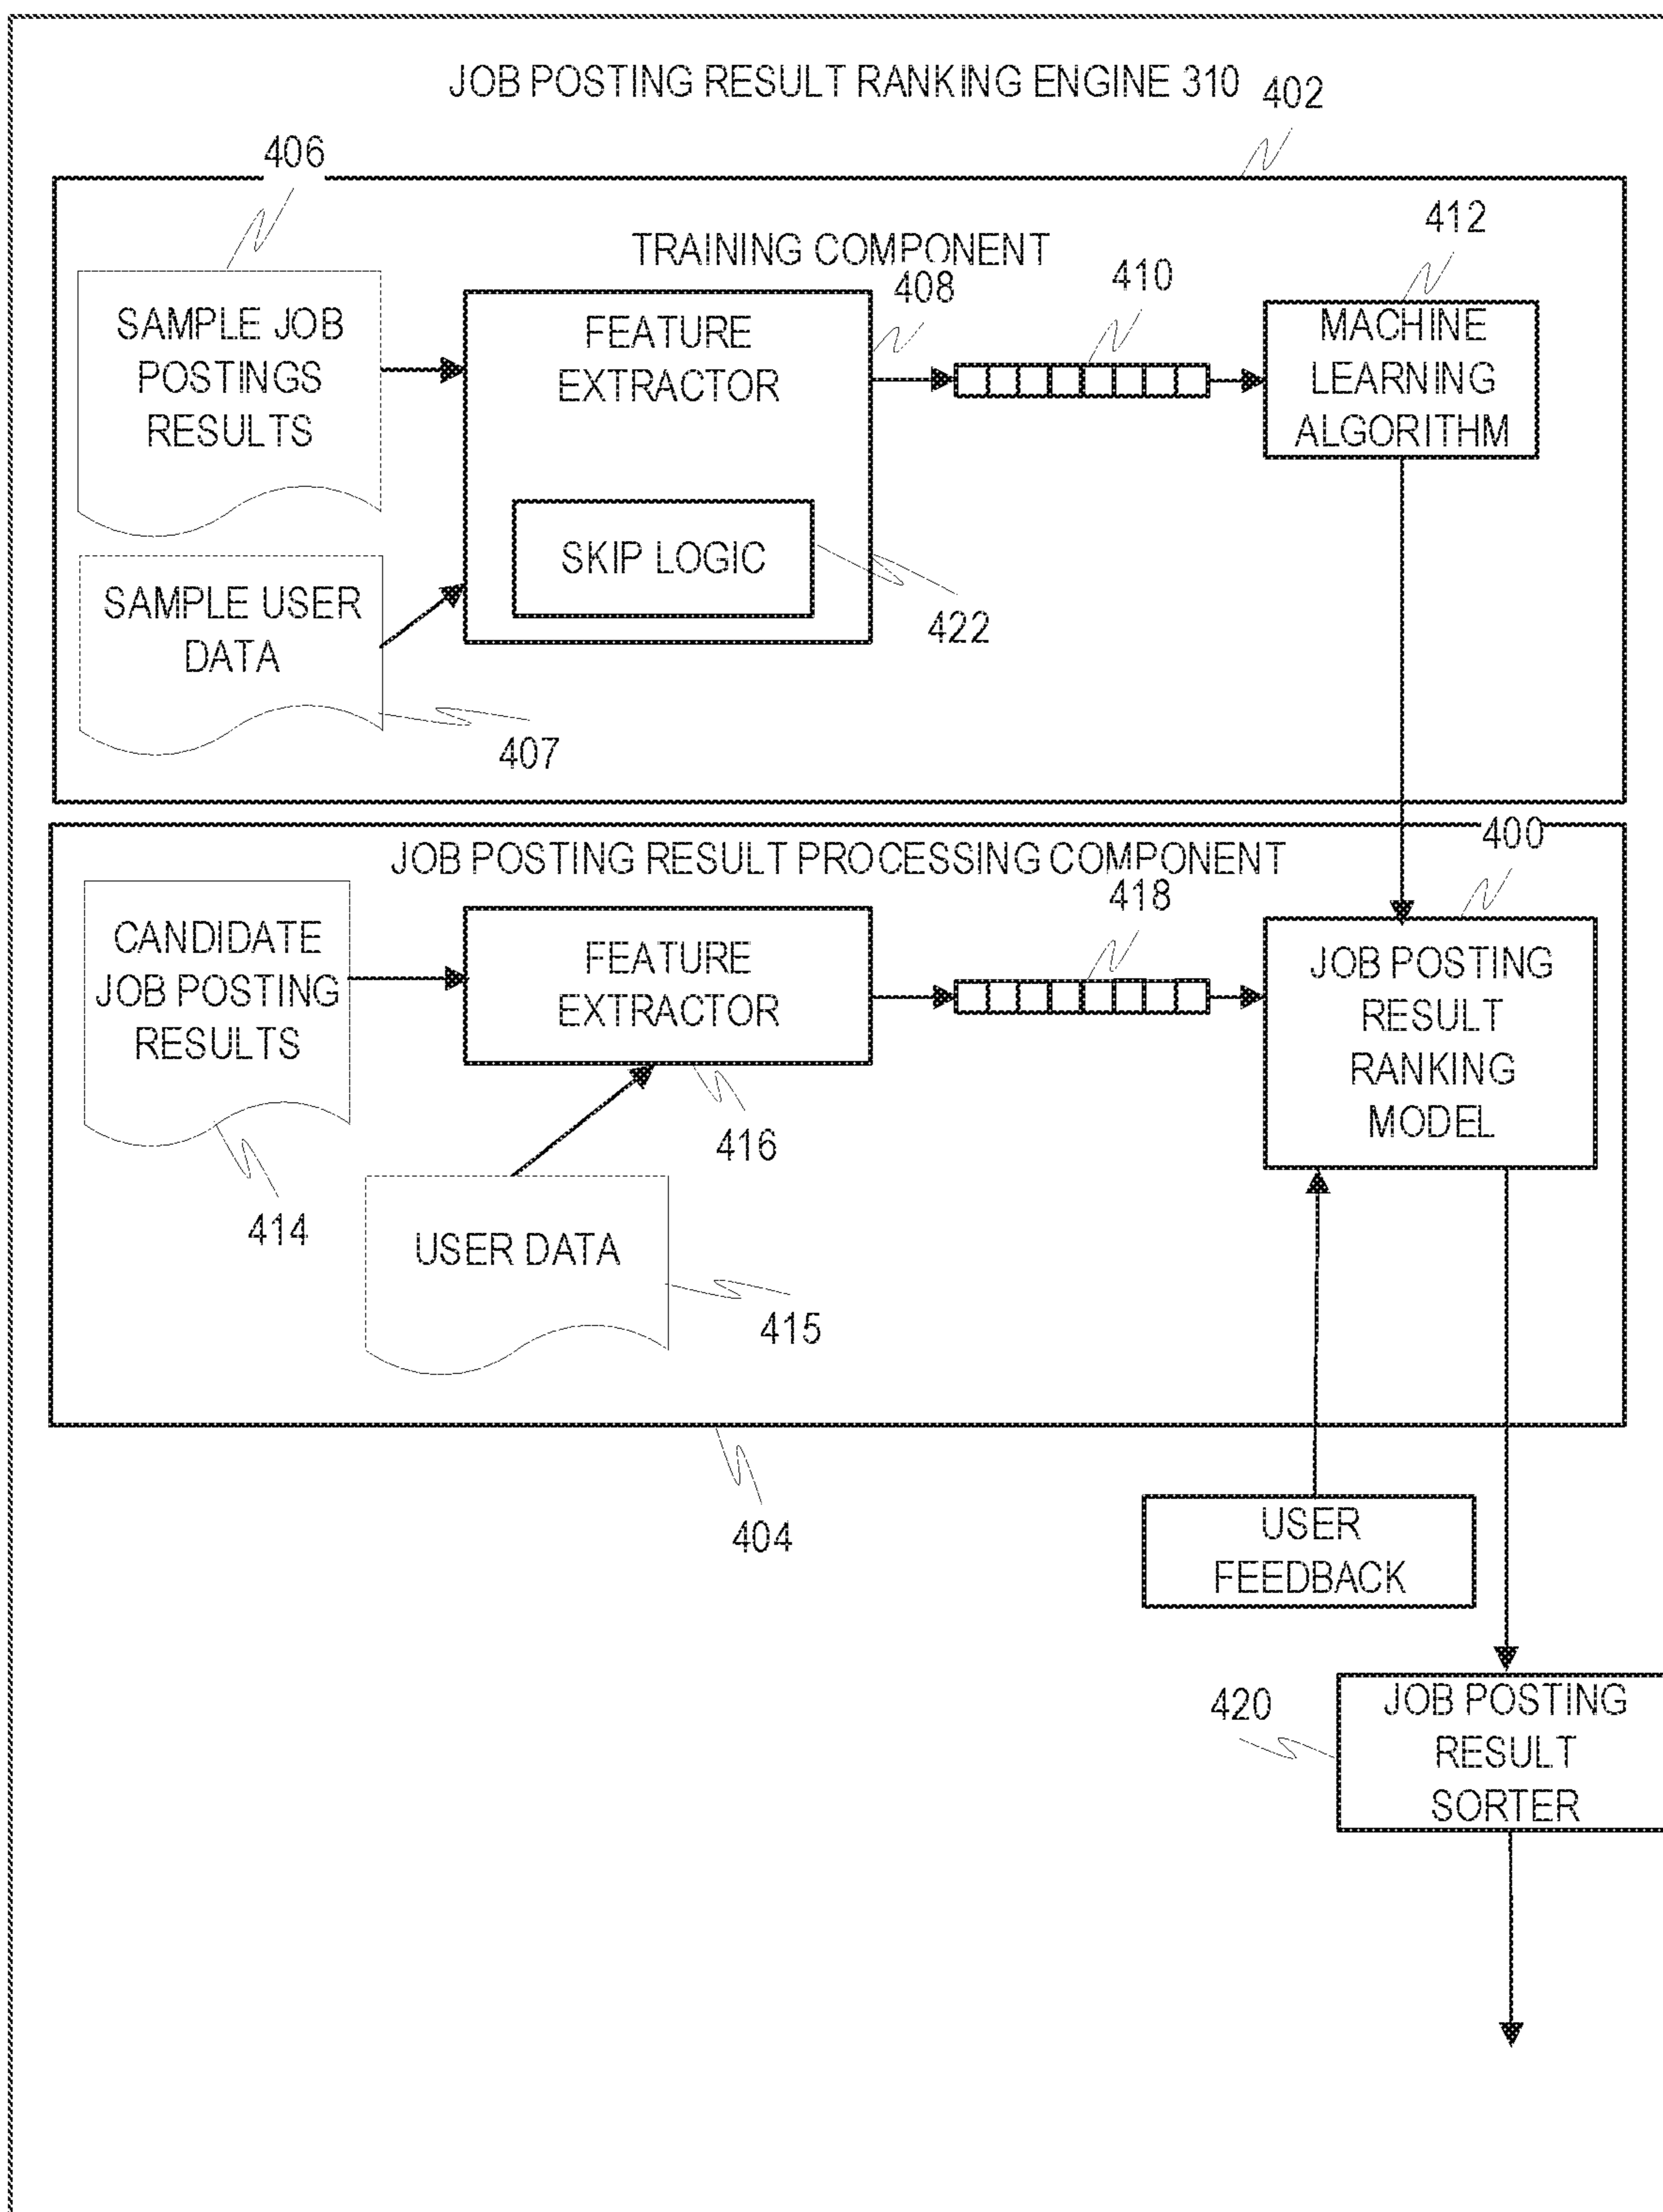 JOB POSTING RESULT RANKING ENGINE 310
402
406
TRAINING COMPONENT
412
408
410
SAMPLE JOB
POSTINGS
RESULTS
FEATURE
EXTRACTOR
MACHINE
LEARNING
ALGORITHM
SKIP LOGIC
422
SAMPLE USER
DATA
407
400
JOB POSTING RESULT PROCESSING COMPONENT
418
CANDIDATE
JOB POSTING
RESULTS
FEATURE
EXTRACTOR
JOB POSTING
RESULT
RANKING
MODEL
416
414
USER DATA
415
404
USER
FEEDBACK
420
JOB POSTING
RESULT
SORTER